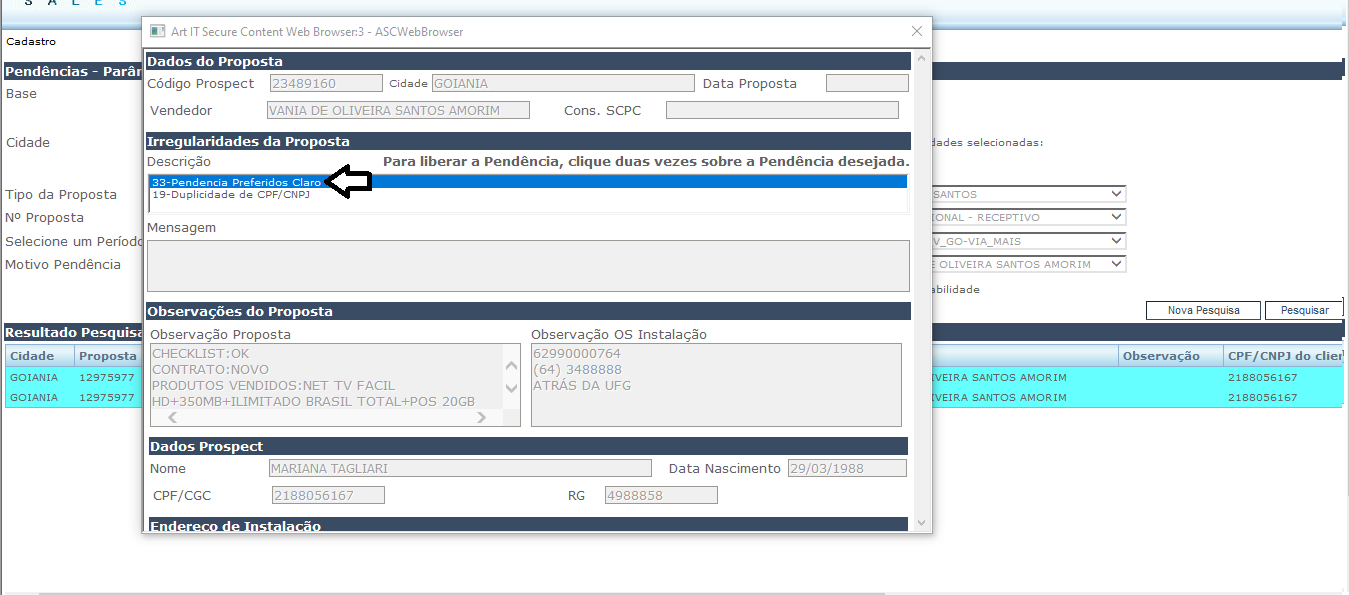 S A L E S
Cadastro
Art IT Secure Content Web Browser:3 - ASCWebBrowser
Dados do Proposta
Código Prospect 23489160 Cidade GOIANIA Data Proposta
Vendedor VANIA DE OLIVEIRA SANTOS AMORIM Cons. SCPC
Irregularidades da Proposta
Descrição Para liberar a Pendência, clique duas vezes sobre a Pendência desejada.
33-Pendencia Preferidos Claro
19-Duplicidade de CPF/CNPJ
Mensagem
Observações do Proposta
Observação Proposta
CHECKLIST:OK
CONTRATO:NOVO
PRODUTOS VENDIDOS:NET TV FACIL
HD+350MB+ILIMITADO BRASIL TOTAL+POS 20GB
Observação OS Instalação
62990000764
(64) 3488888
ATRÁS DA UFG
Dados Prospect
Nome MARIANA TAGLIARI Data Nascimento 29/03/1988
CPF/CGC 2188056167 RG 4988858
Endereço de Instalação
Pendências - Parâ
Base
Cidade
dades selecionadas:
Tipo da Proposta
SANTOS
Nº Proposta
IONAL - RECEPTIVO
Selecione um Período
V_GO-VIA_MAIS
Motivo Pendência
E OLIVEIRA SANTOS AMORIM
abilidade
Nova Pesquisa Pesquisar
Resultado Pesquisa
Cidade Proposta Observação CPF/CNPJ do clien
GOIANIA 12975977 IVEIRA SANTOS AMORIM 2188056167
GOIANIA 12975977 IVEIRA SANTOS AMORIM 2188056167